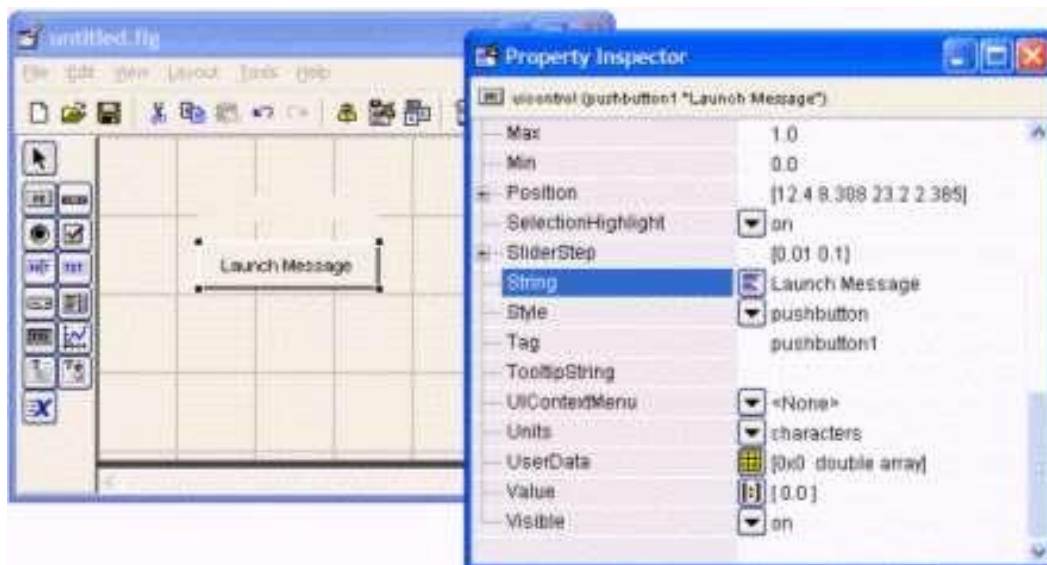 untitled.fig
File Edit View Layout Tools Help
Launch Message
Property Inspector
uicontrol (pushbutton1 "Launch Message")
Max 1.0
Min 0.0
Position [12.4 8.308 23.2 2.385]
SelectionHighlight on
SliderStep [0.01 0.1]
String Launch Message
Style pushbutton
Tag pushbutton1
TooltipString
UIContextMenu <None>
Units characters
UserData [0x0 double array]
Value [0.0]
Visible on